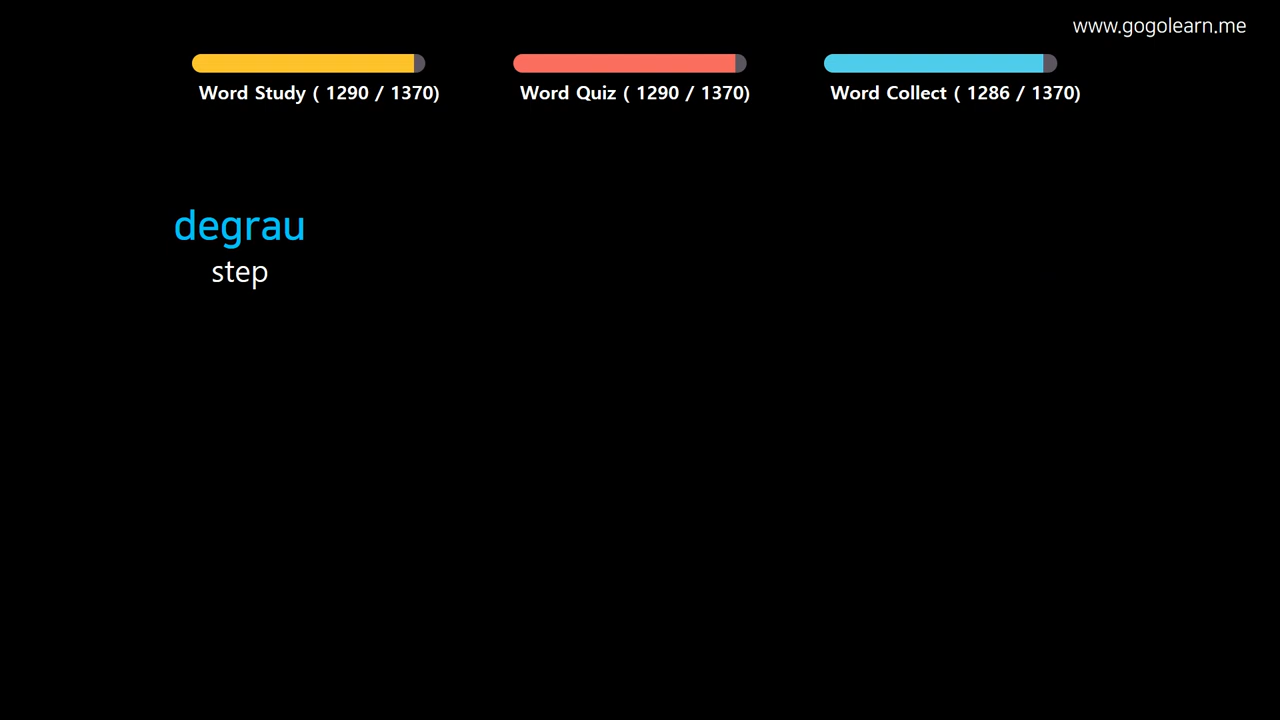 www.gogolearn.me
Word Study ( 1290 / 1370)
Word Quiz ( 1290 / 1370)
Word Collect ( 1286 / 1370)
degrau
step